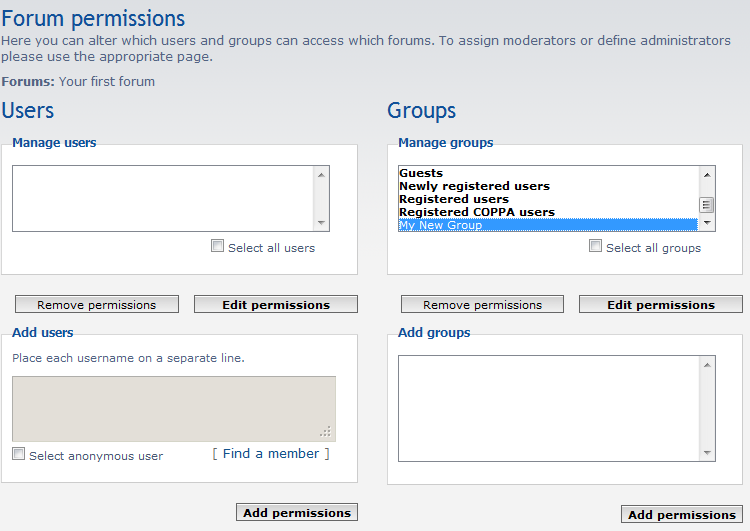 Forum permissions
Here you can alter which users and groups can access which forums. To assign moderators or define administrators
please use the appropriate page.
Forums: Your first forum
Users
Manage users
Select all users
Remove permissions
Edit permissions
Add users
Place each username on a separate line.
Select anonymous user
[ Find a member ]
Add permissions
Groups
Manage groups
Guests
Newly registered users
Registered users
Registered COPPA users
My New Group
Select all groups
Remove permissions
Edit permissions
Add groups
Add permissions